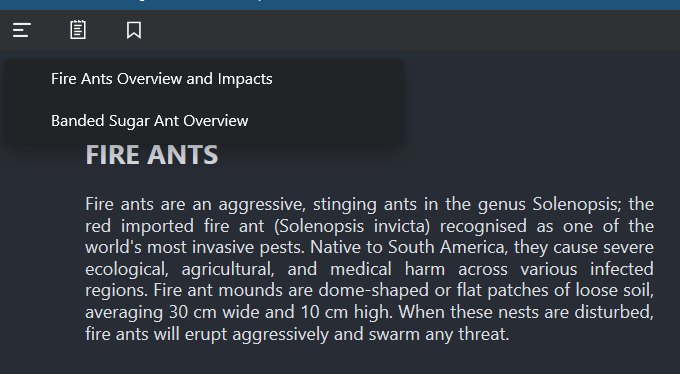 Fire Ants Overview and Impacts
Banded Sugar Ant Overview
FIRE ANTS
Fire ants are an aggressive, stinging ants in the genus Solenopsis; the
red imported fire ant (Solenopsis invicta) recognised as one of the
world's most invasive pests. Native to South America, they cause severe
ecological, agricultural, and medical harm across various infected
regions. Fire ant mounds are dome-shaped or flat patches of loose soil,
averaging 30 cm wide and 10 cm high. When these nests are disturbed,
fire ants will erupt aggressively and swarm any threat.